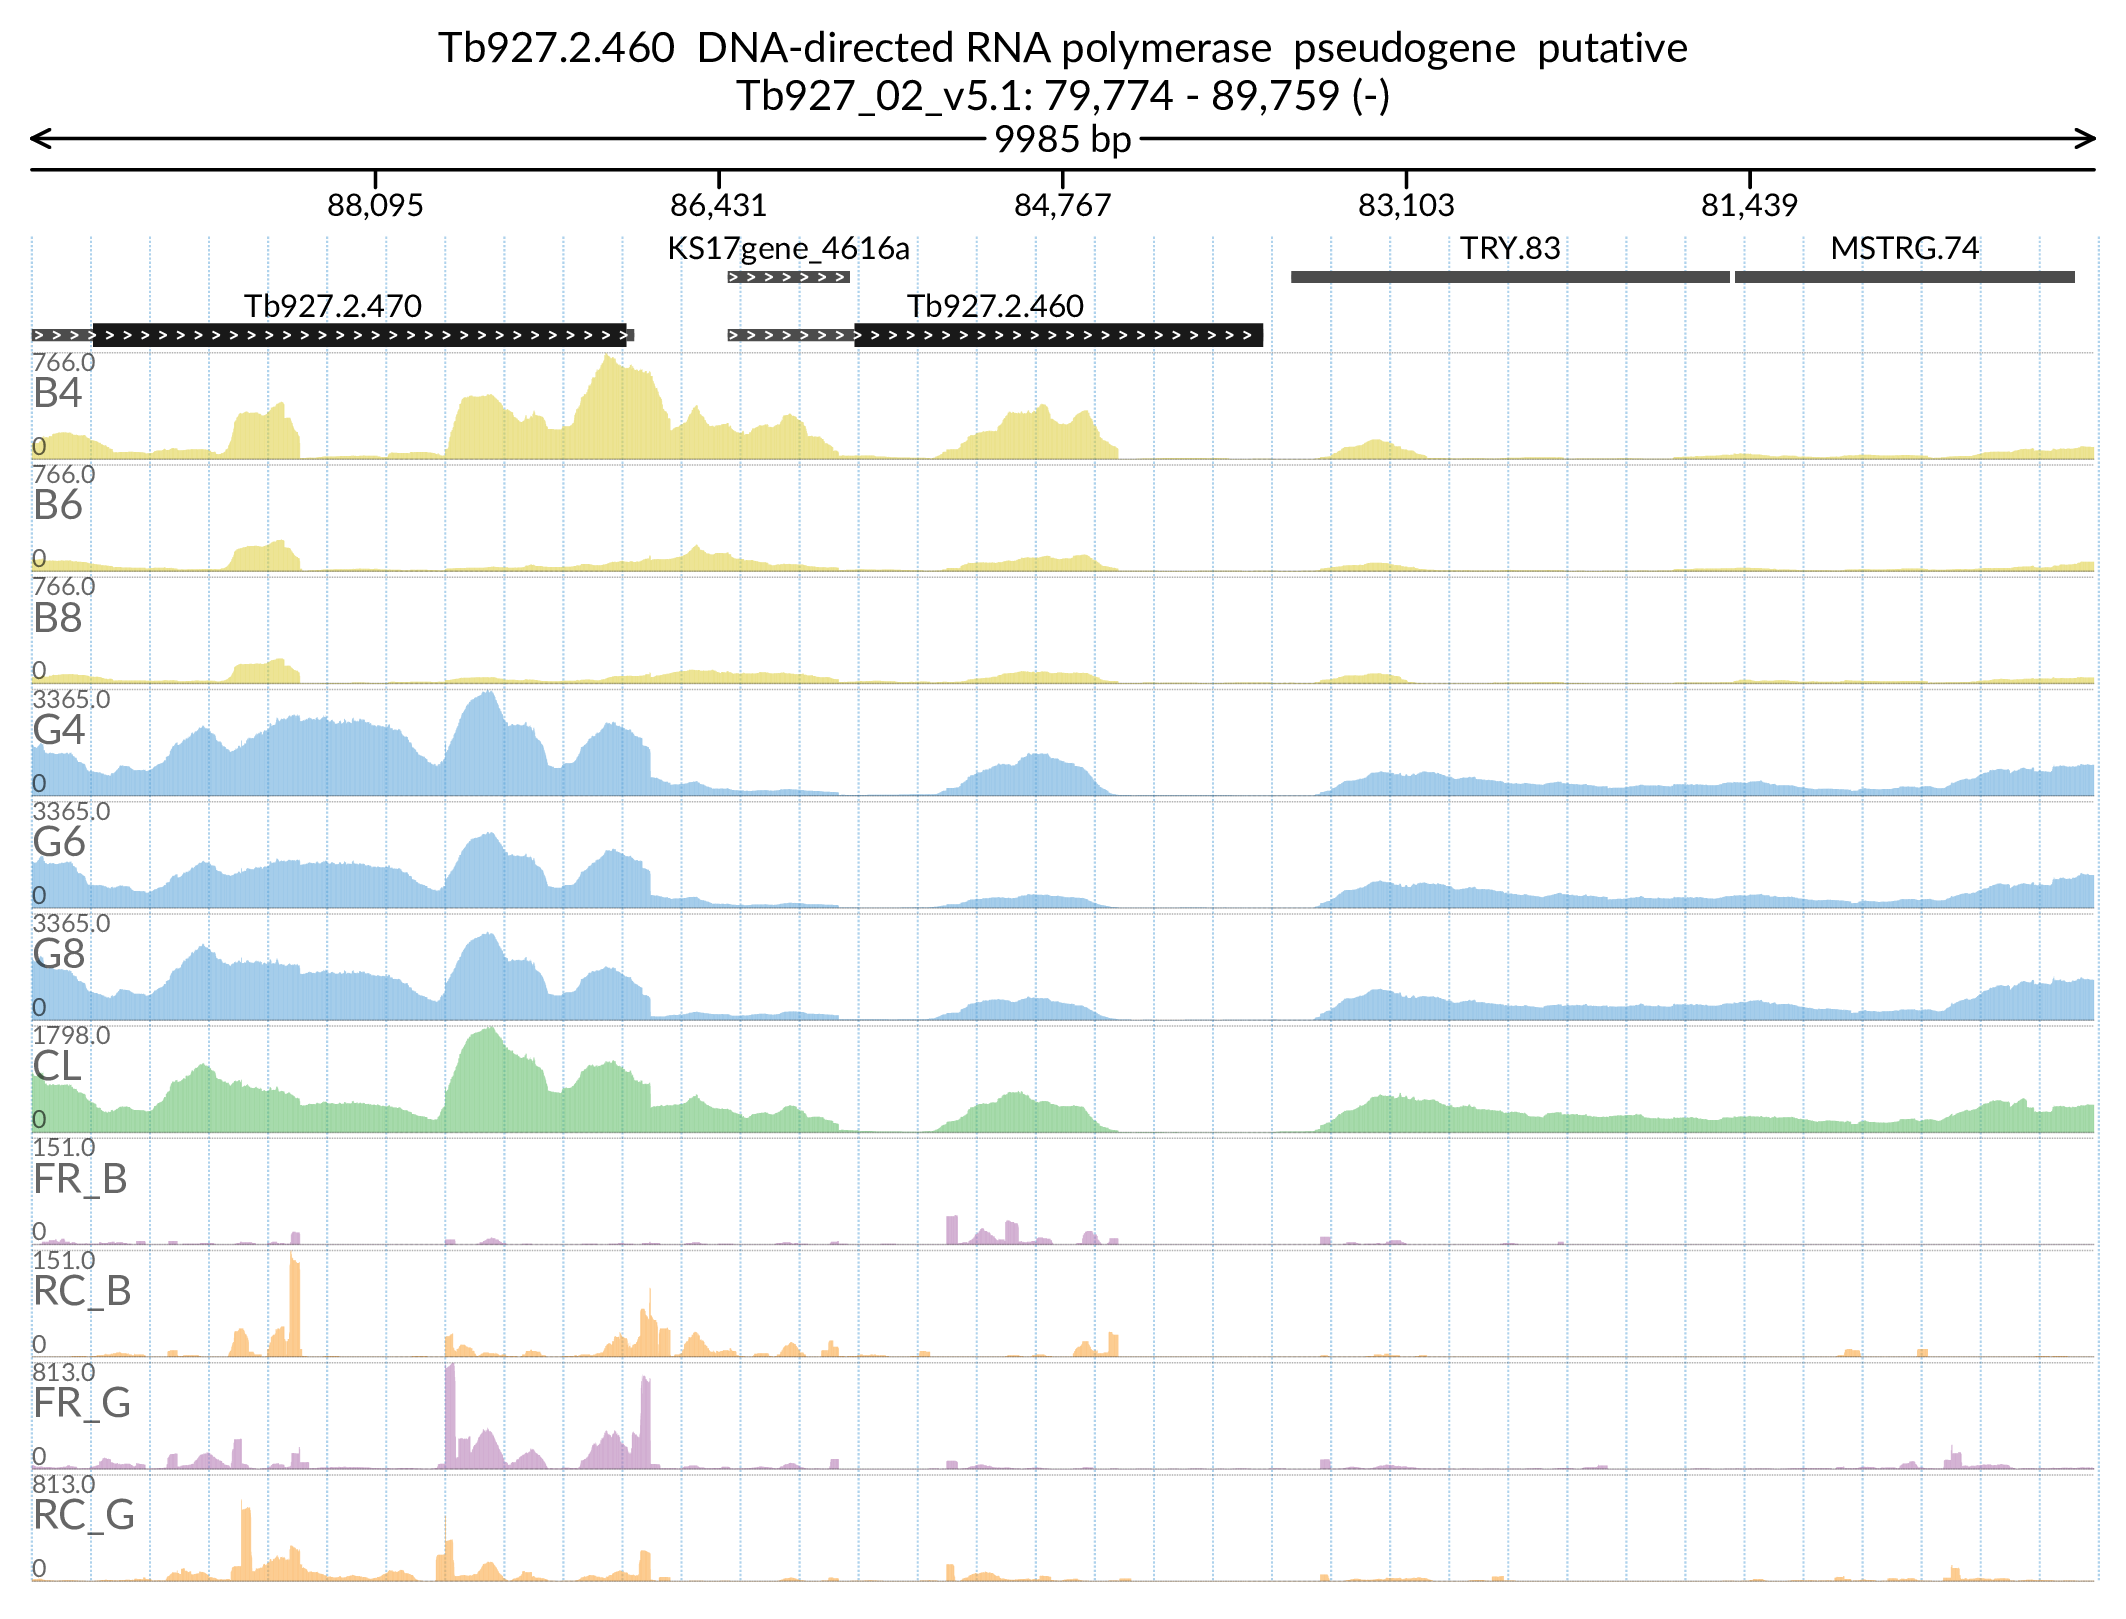 Tb927.2.460  DNA-directed RNA polymerase  pseudogene  putative
Tb927_02_v5.1: 79,774 - 89,759 (-)
9985 bp
88,095 86,431 84,767 83,103 81,439
KS17gene_4616a TRY.83 MSTRG.74
Tb927.2.470 Tb927.2.460
766.0
B4
0
766.0
B6
0
766.0
B8
0
3365.0
G4
0
3365.0
G6
0
3365.0
G8
0
1798.0
CL
0
151.0
FR_B
0
151.0
RC_B
0
813.0
FR_G
0
813.0
RC_G
0